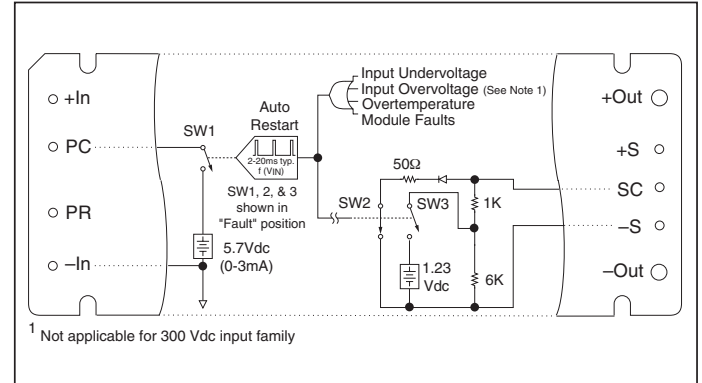 +In
PC
PR
–In
SW1
Auto
Restart
2-20ms typ.
f (VIN)
SW1, 2, & 3
shown in
"Fault" position
5.7Vdc
(0-3mA)
Input Undervoltage
Input Overvoltage (See Note 1)
Overtemperature
Module Faults
50Ω
SW2
SW3
1K
1.23
Vdc
6K
+Out
+S
SC
–S
–Out
1 Not applicable for 300 Vdc input family